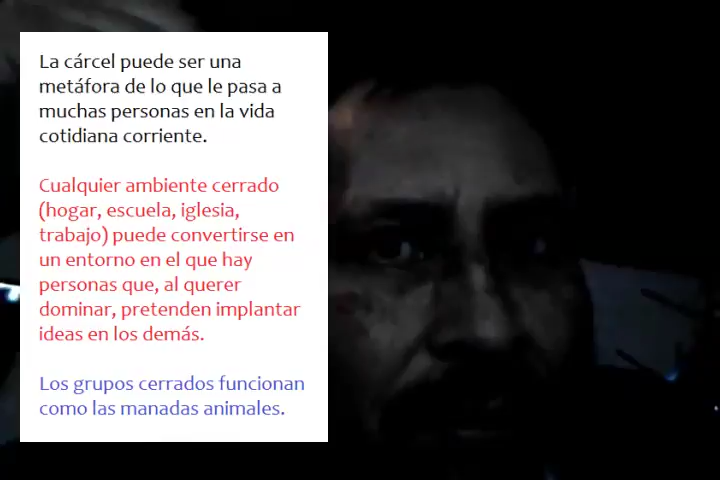 La cárcel puede ser una
metáfora de lo que le pasa a
muchas personas en la vida
cotidiana corriente.
Cualquier ambiente cerrado
(hogar, escuela, iglesia,
trabajo) puede convertirse en
un entorno en el que hay
personas que, al querer
dominar, pretenden implantar
ideas en los demás.
Los grupos cerrados funcionan
como las manadas animales.